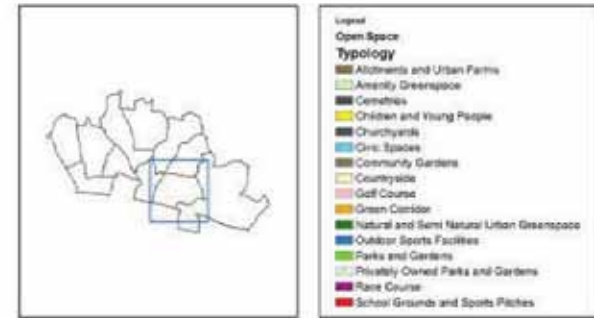 Legend
Open Space
Typology
Allotments and Urban Farms
Amenity Greenspace
Cemetries
Children and Young People
Churchyards
Civic Spaces
Community Gardens
Countryside
Golf Course
Green Corridor
Natural and Semi Natural Urban Greenspace
Outdoor Sports Facilities
Parks and Gardens
Privately Owned Parks and Gardens
Race Course
School Grounds and Sports Pitches